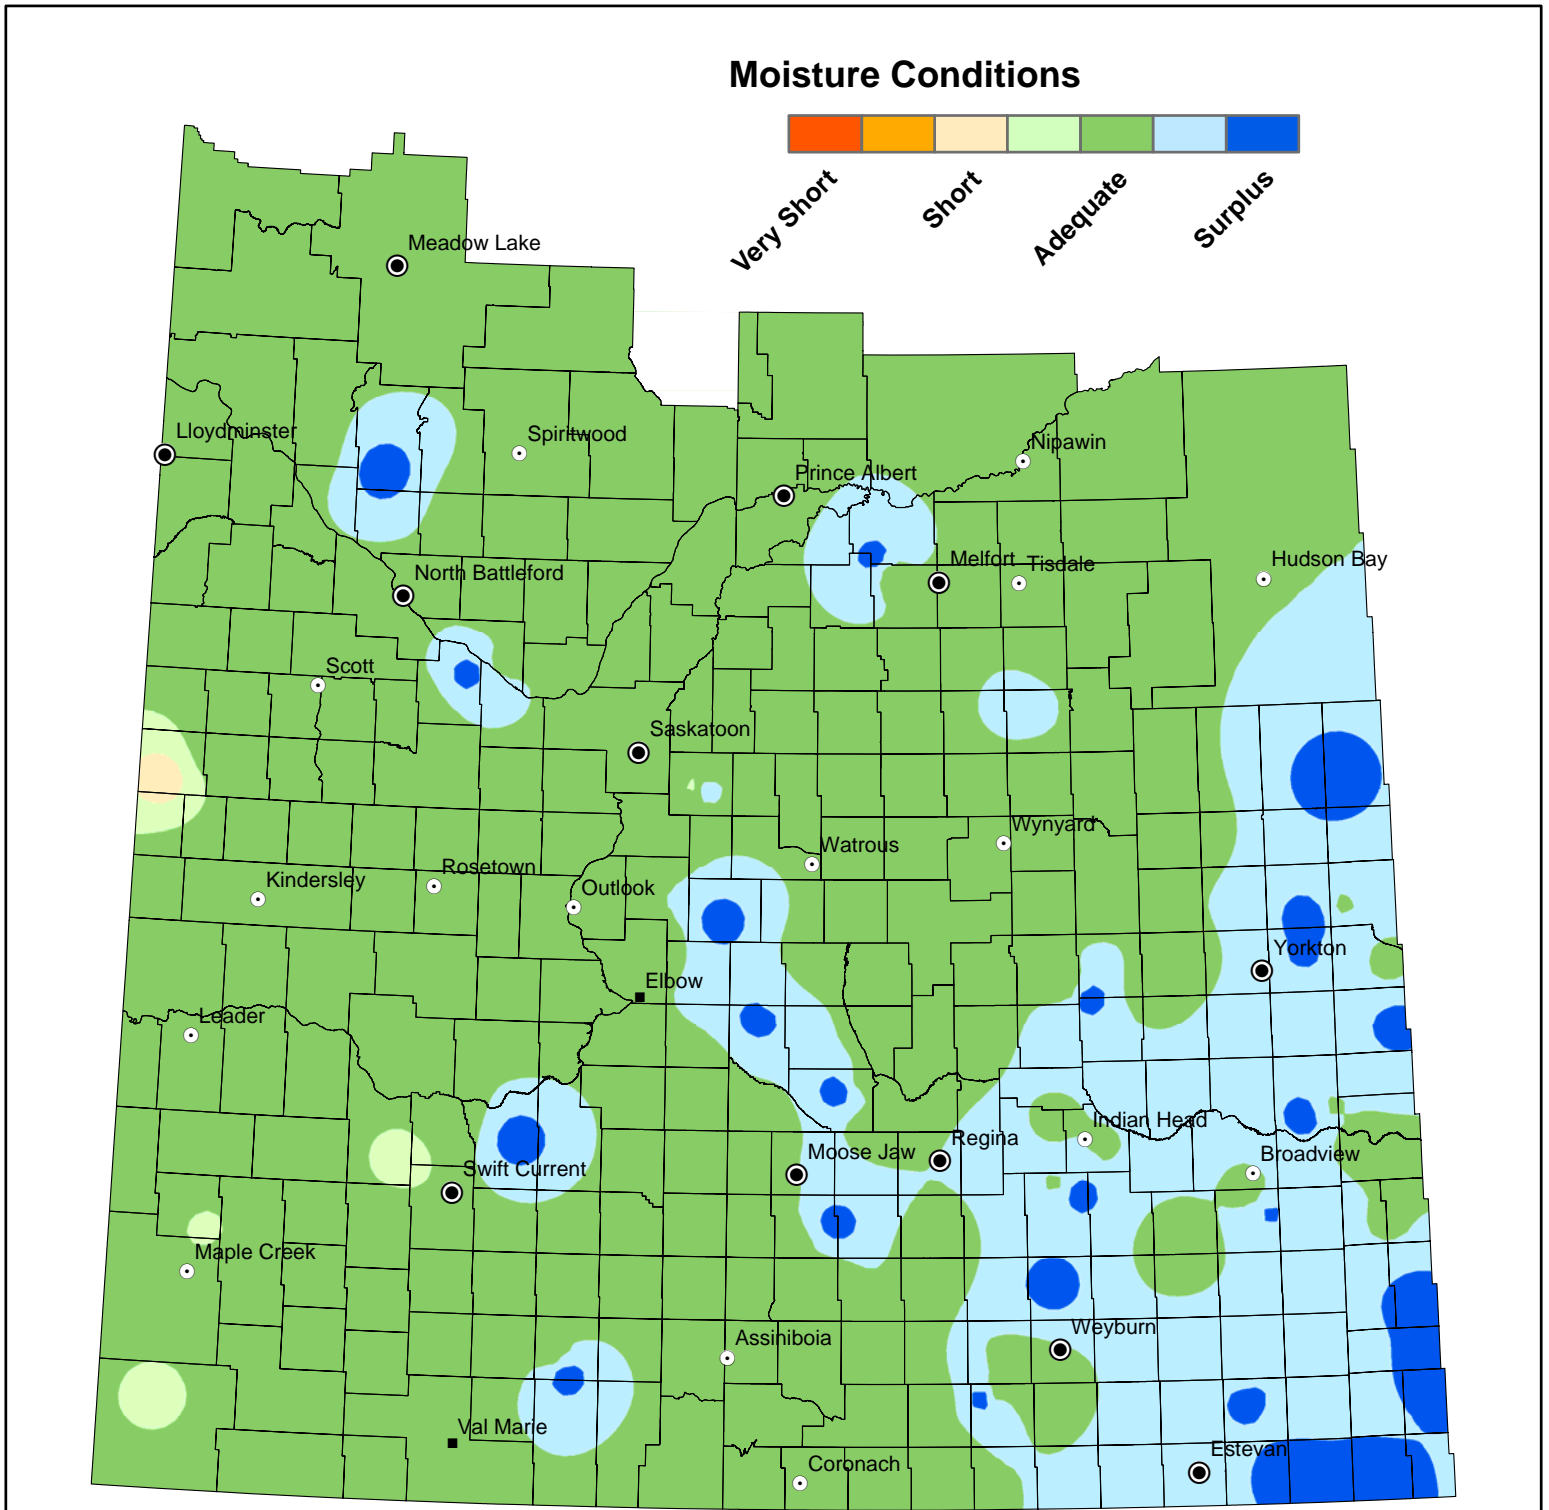 Moisture Conditions
Very Short
Short
Adequate
Surplus
Meadow Lake
Lloydminster
Spiritwood
Nipawin
Prince Albert
Melfort
Tisdale
Hudson Bay
North Battleford
Scott
Saskatoon
Wynyard
Watrous
Rosetown
Kindersley
Outlook
Yorkton
Elbow
Leader
Indian Head
Regina
Moose Jaw
Broadview
Swift Current
Maple Creek
Weyburn
Assiniboia
Val Marie
Estevan
Coronach